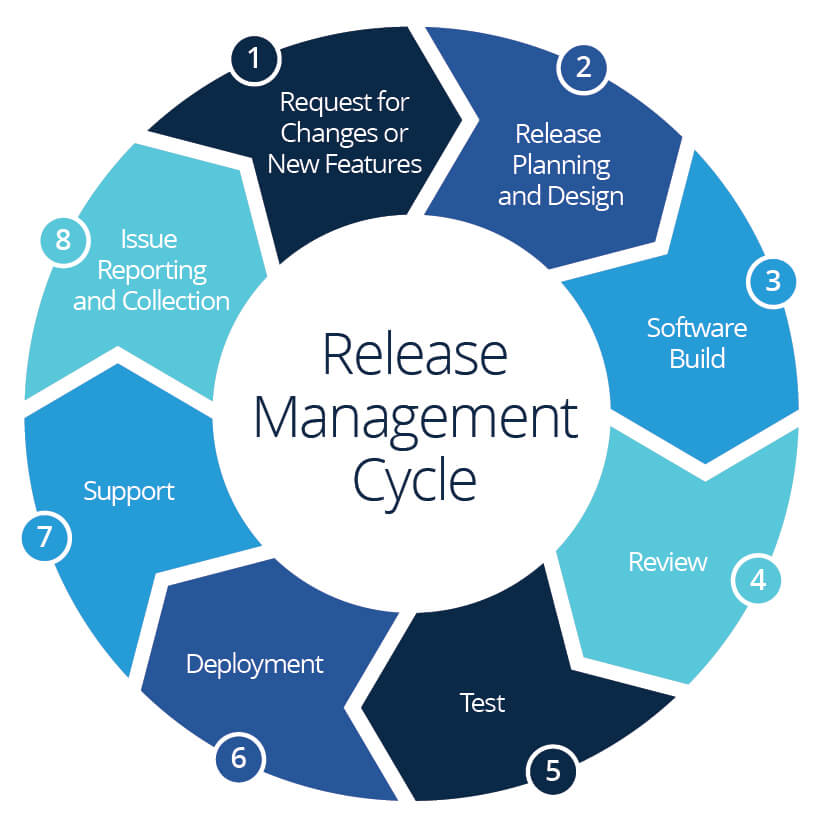 Release
Management
Cycle
1
Request for
Changes or
New Features
2
Release
Planning
and Design
3
Software
Build
4
Review
5
Test
6
Deployment
7
Support
8
Issue
Reporting
and Collection